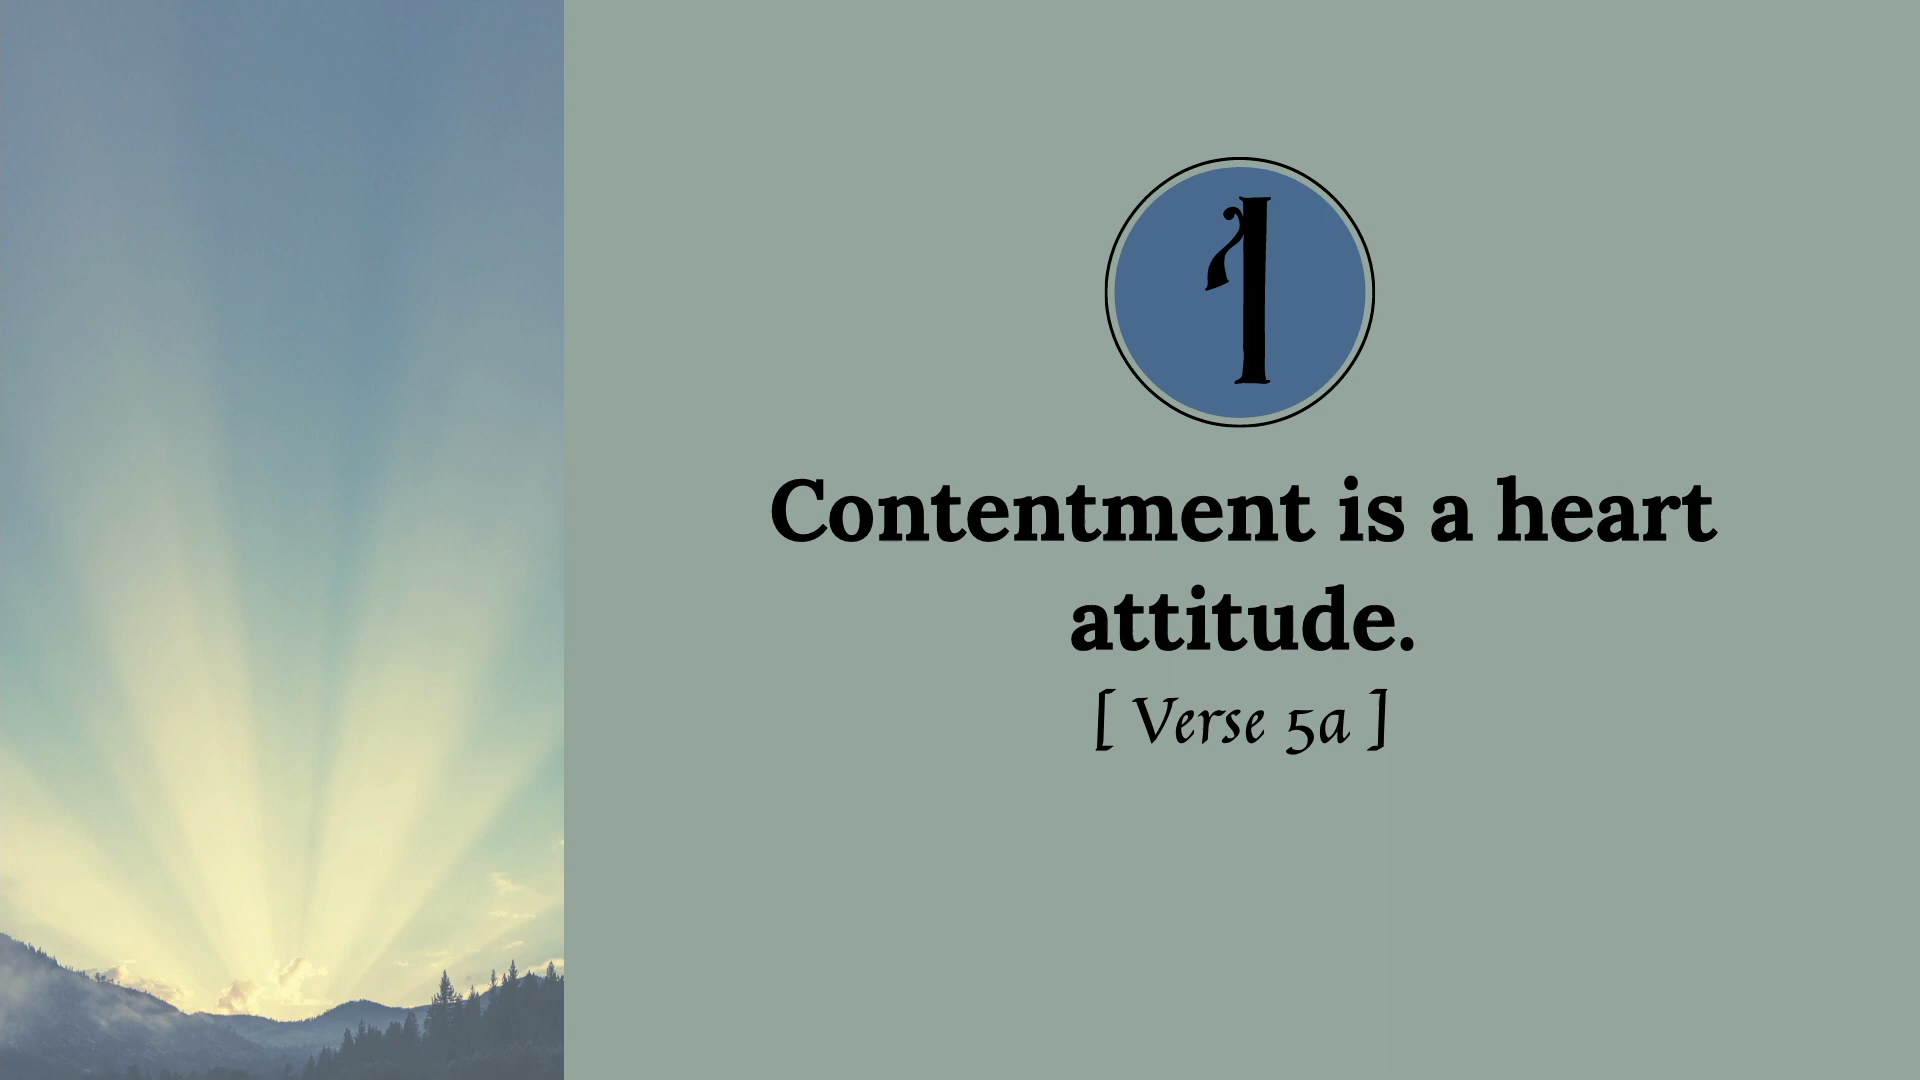 1
Contentment is a heart
attitude.
[ Verse 5a ]